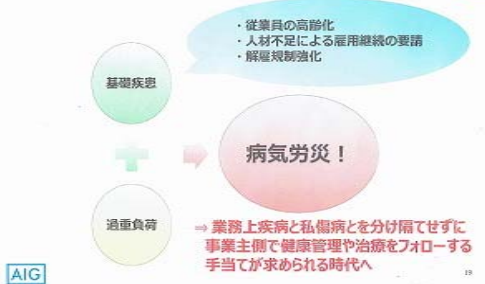 ・従業員の高齢化
・人材不足による雇用継続の要請
・解雇規制強化
基礎疾患
病気労災！
過重負荷
⇒ 業務上疾病と私傷病とを分け隔てせずに
事業主側で健康管理や治療をフォローする
手当てが求められる時代へ
AIG
19